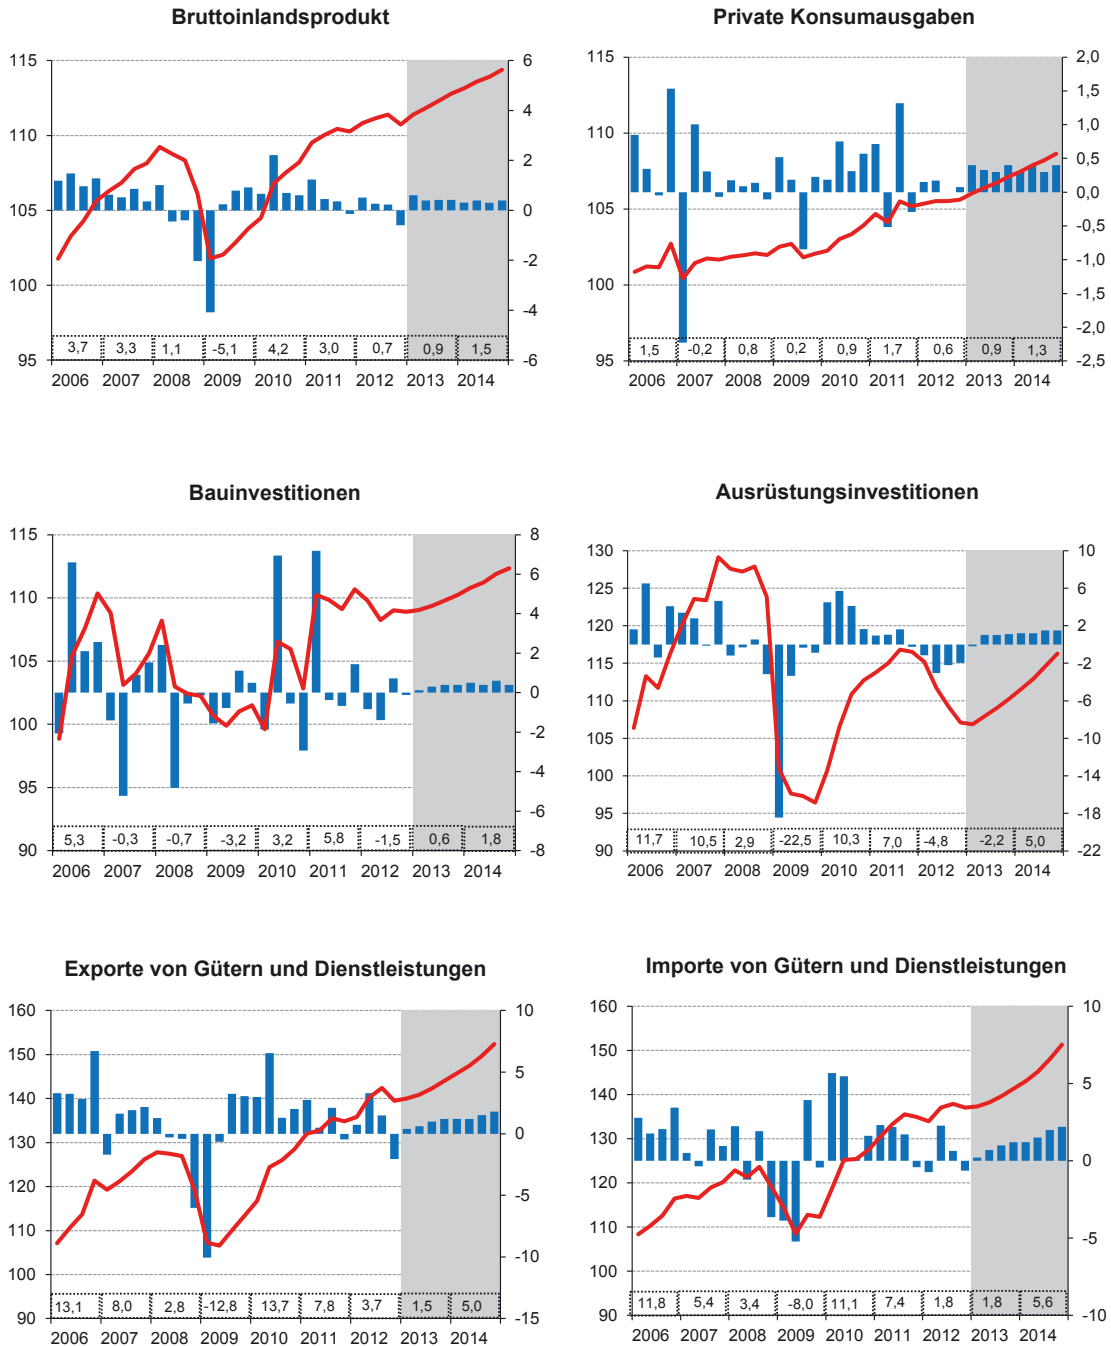 Bruttoinlandsprodukt
115 6
110 4
2
105 0
-2
100
-4
95 -6
3,7 3,3 1,1 -5,1 4,2 3,0 0,7 0,9 1,5
2006 2007 2008 2009 2010 2011 2012 2013 2014
Private Konsumausgaben
115 2,0
1,5
110 1,0
0,5
105 0,0
-0,5
100 -1,0
-1,5
-2,0
95 -2,5
1,5 -0,2 0,8 0,2 0,9 1,7 0,6 0,9 1,3
2006 2007 2008 2009 2010 2011 2012 2013 2014
Bauinvestitionen
115 8
110 6
4
105 2
0
100 -2
95 -4
-6
90 -8
5,3 -0,3 -0,7 -3,2 3,2 5,8 -1,5 0,6 1,8
2006 2007 2008 2009 2010 2011 2012 2013 2014
Ausrüstungsinvestitionen
130 10
125 6
120 2
115 -2
110 -6
105 -10
100 -14
95 -18
90 -22
11,7 10,5 2,9 -22,5 10,3 7,0 -4,8 -2,2 5,0
2006 2007 2008 2009 2010 2011 2012 2013 2014
Exporte von Gütern und Dienstleistungen
160 10
150
140 5
130 0
120 -5
110
100 -10
90 -15
13,1 8,0 2,8 -12,8 13,7 7,8 3,7 1,5 5,0
2006 2007 2008 2009 2010 2011 2012 2013 2014
Importe von Gütern und Dienstleistungen
160 10
150
140 5
130 0
120
110 -5
100
90 -10
11,8 5,4 3,4 -8,0 11,1 7,4 1,8 1,8 5,6
2006 2007 2008 2009 2010 2011 2012 2013 2014